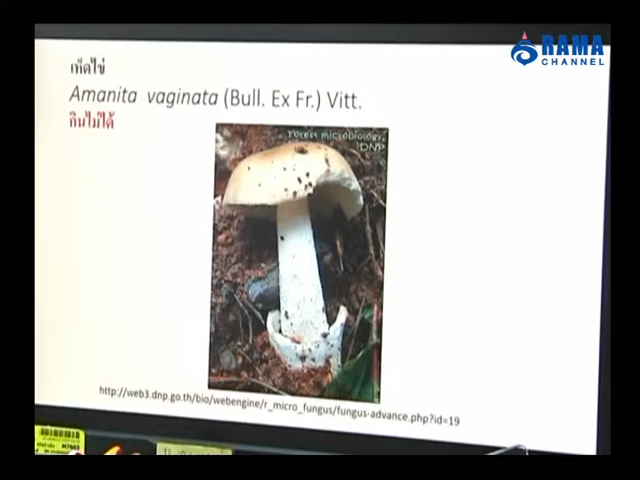 RAMA
CHANNEL
เห็ดไข่
Amanita vaginata (Bull. Ex Fr.) Vitt.
กินไม่ได้
Forest microbiology,
DNP
http://web3.dnp.go.th/bio/webengine/r_micro_fungus/fungus-advance.php?id=19